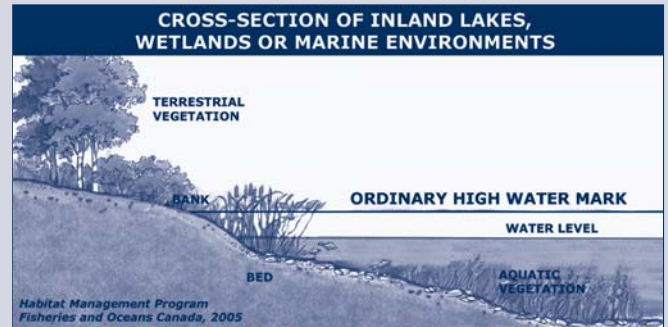 CROSS-SECTION OF INLAND LAKES,
WETLANDS OR MARINE ENVIRONMENTS
TERRESTRIAL
VEGETATION
BANK
ORDINARY HIGH WATER MARK
WATER LEVEL
BED
AQUATIC
VEGETATION
Habitat Management Program
Fisheries and Oceans Canada, 2005